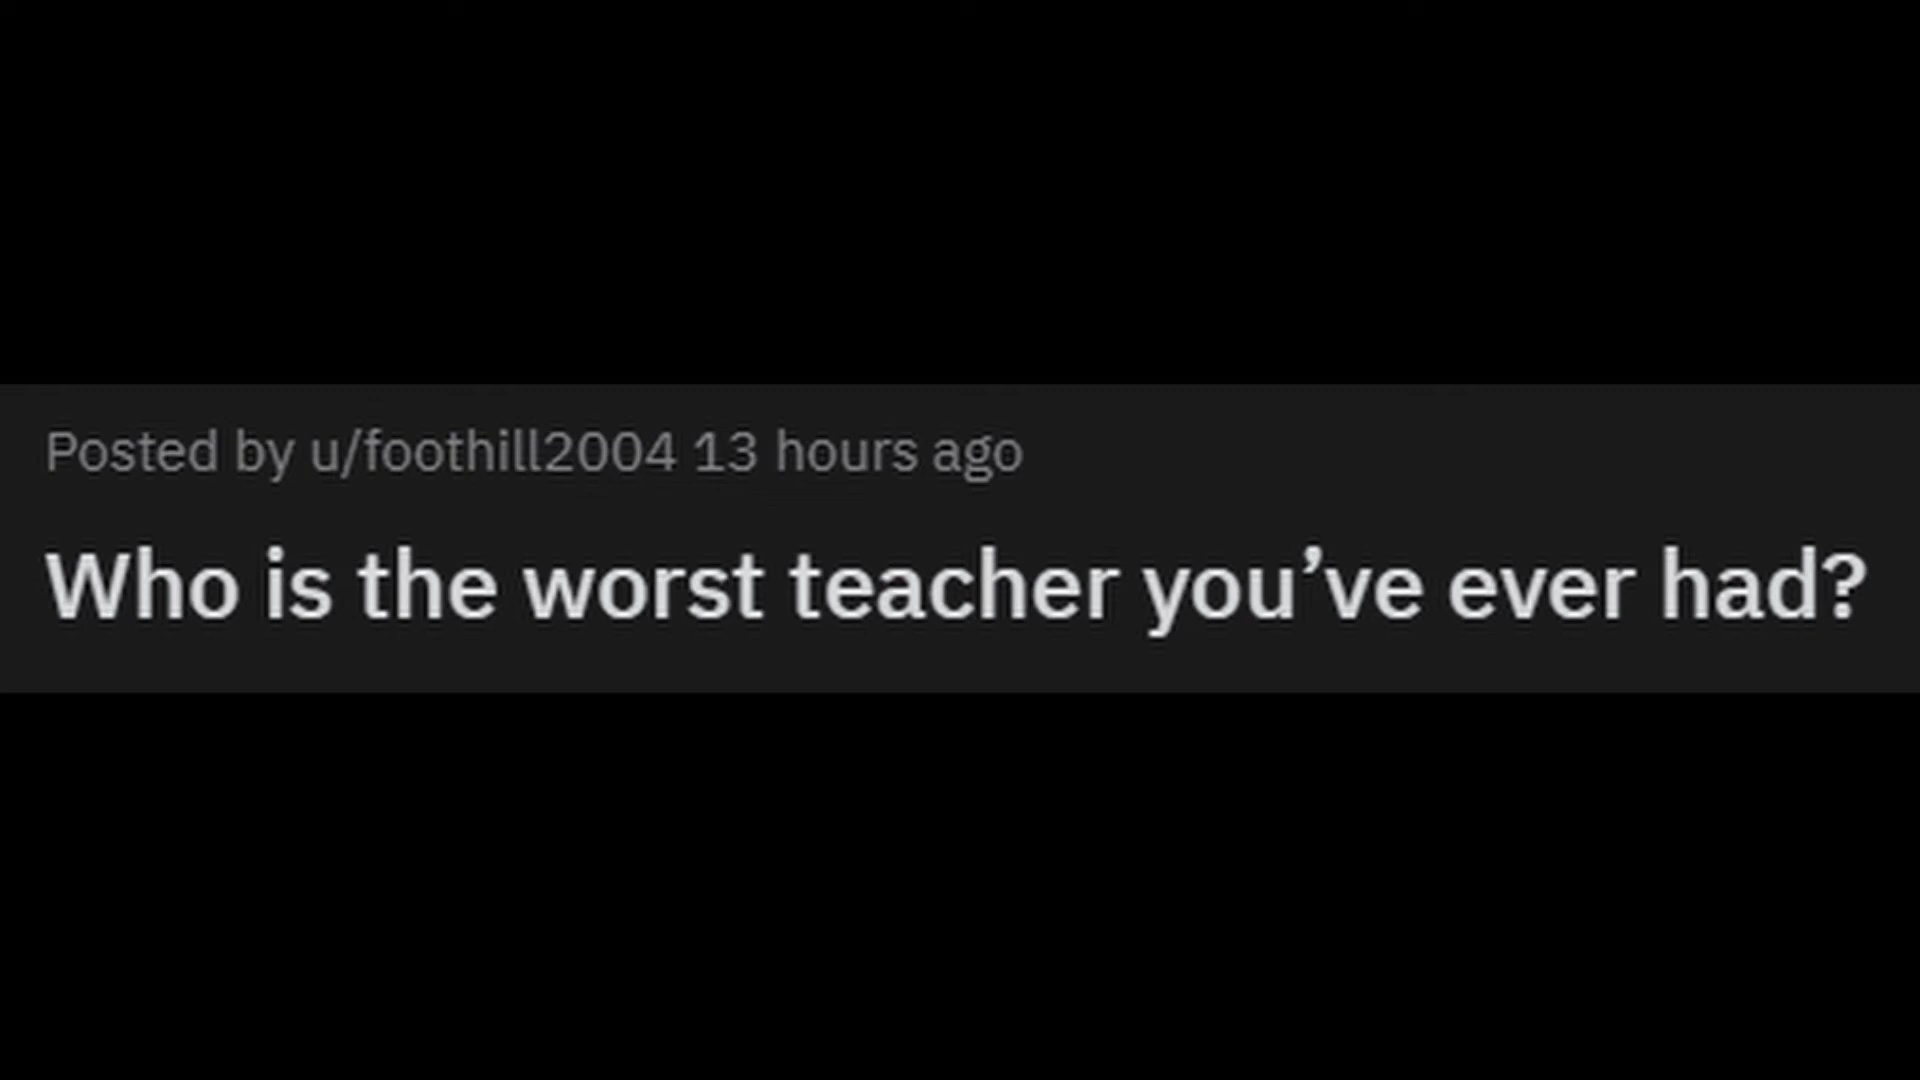 Posted by u/foothill2004 13 hours ago
Who is the worst teacher you’ve ever had?